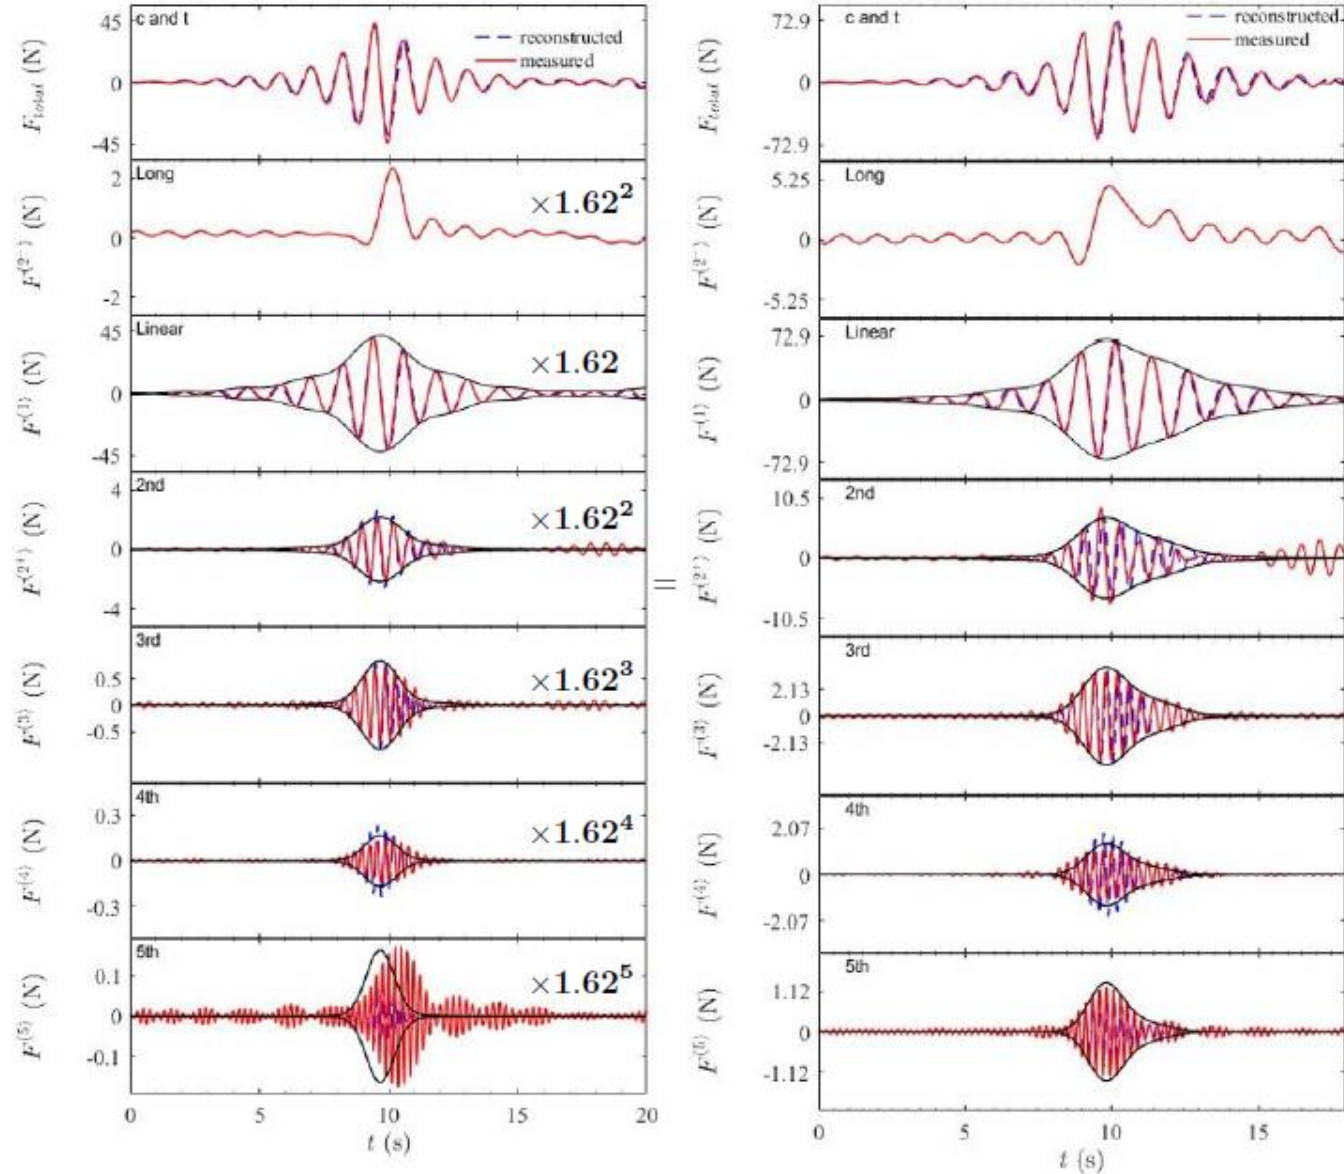 c and t
reconstructed
measured
F_total (N)
45
0
-45
Long
×1.62²
F^(2−) (N)
2
0
-2
Linear
×1.62
F^(1) (N)
45
0
-45
2nd
×1.62²
F^(2+) (N)
4
0
-4
3rd
×1.62³
F^(3) (N)
0.5
0
-0.5
4th
×1.62⁴
F^(4) (N)
0.3
0
-0.3
5th
×1.62⁵
F^(5) (N)
0.1
0
-0.1
0 5 10 15 20
t (s)
=
c and t
reconstructed
measured
F_total (N)
72.9
0
-72.9
Long
F^(2−) (N)
5.25
0
-5.25
Linear
F^(1) (N)
72.9
0
-72.9
2nd
F^(2+) (N)
10.5
0
-10.5
3rd
F^(3) (N)
2.13
0
-2.13
4th
F^(4) (N)
2.07
0
-2.07
5th
F^(5) (N)
1.12
0
-1.12
0 5 10 15
t (s)